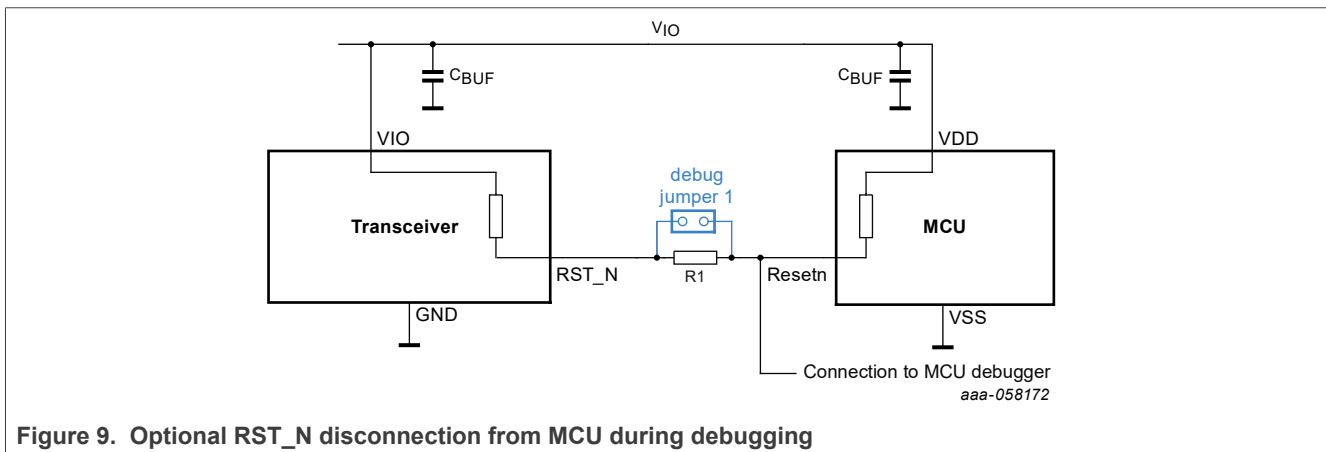 VIO
CBUF
CBUF
VIO
VDD
debug
jumper 1
Transceiver
MCU
RST_N
R1
Resetn
GND
VSS
Connection to MCU debugger
aaa-058172
Figure 9. Optional RST_N disconnection from MCU during debugging